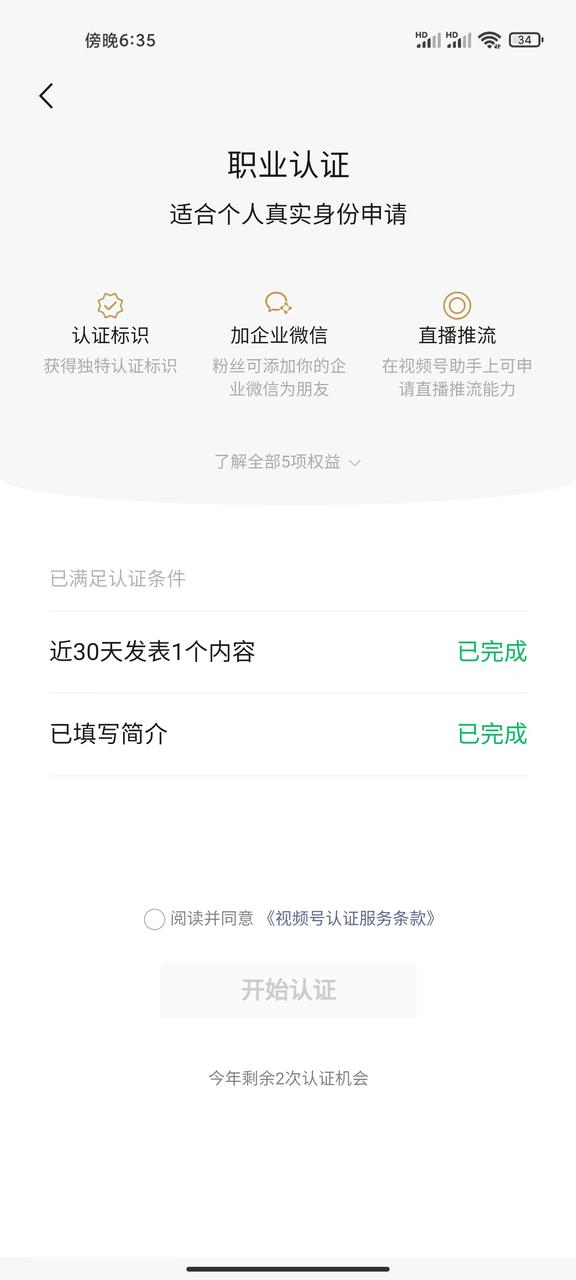 傍晚6:35
HD HD 34
职业认证
适合个人真实身份申请
认证标识 加企业微信 直播推流
获得独特认证标识 粉丝可添加你的企 在视频号助手上可申
业微信为朋友 请直播推流能力
了解全部5项权益
已满足认证条件
近30天发表1个内容 已完成
已填写简介 已完成
阅读并同意 《视频号认证服务条款》
开始认证
今年剩余2次认证机会